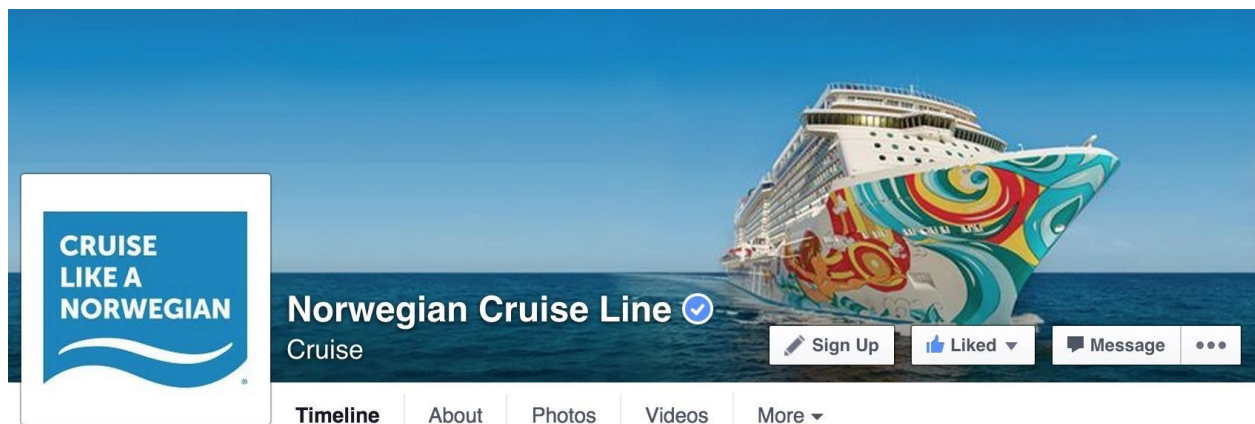 CRUISE
LIKE A
NORWEGIAN
®
Norwegian Cruise Line
Cruise
Sign Up
Liked
Message
Timeline
About
Photos
Videos
More